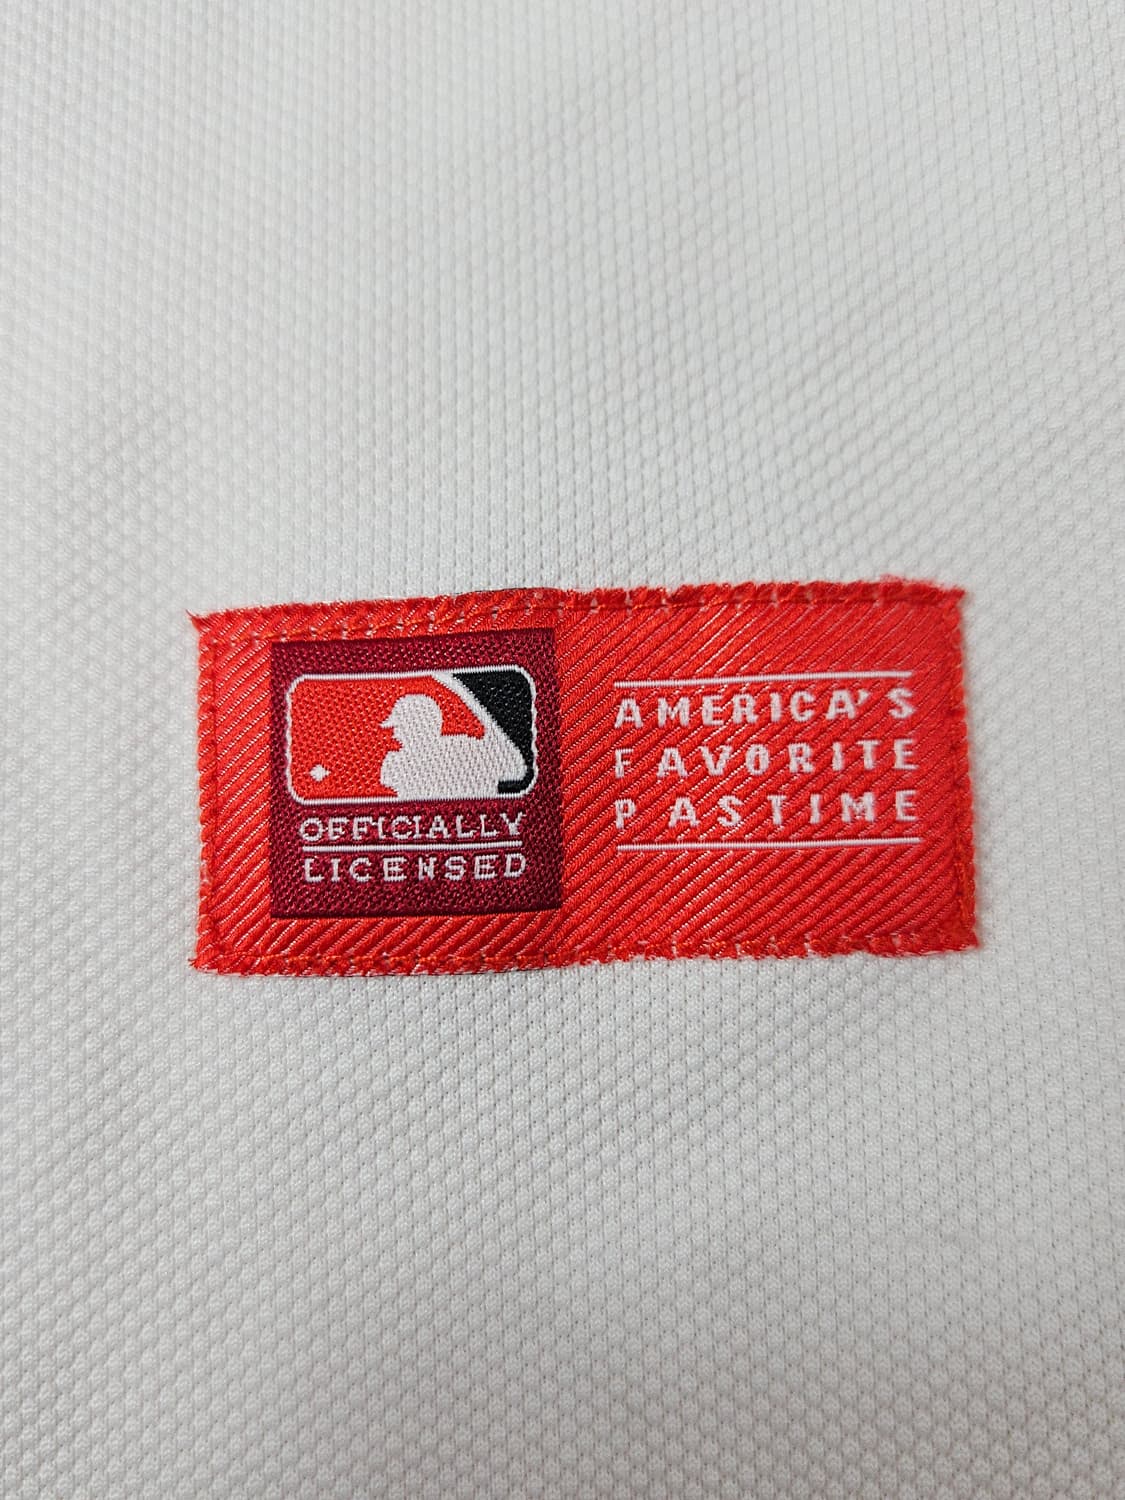 OFFICIALLY
LICENSED
AMERICA'S
FAVORITE
PASTIME